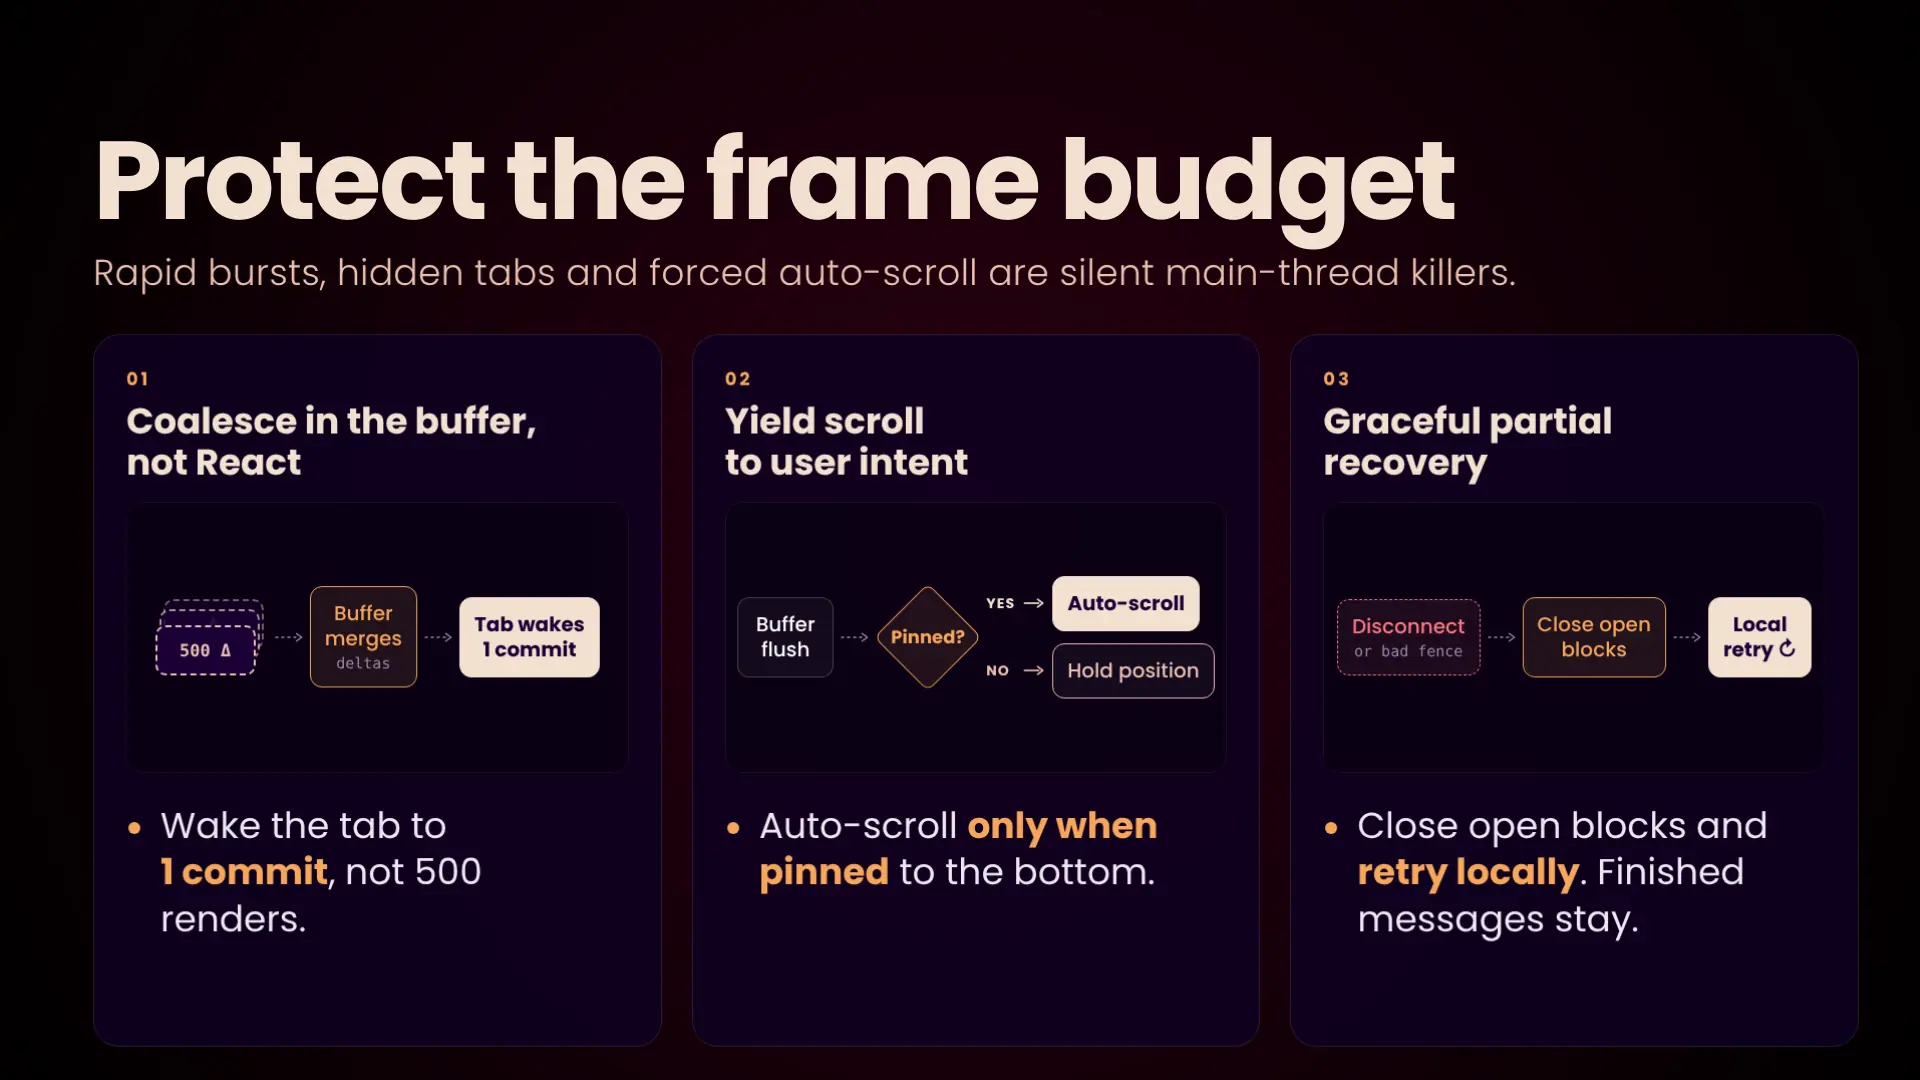 Protect the frame budget
Rapid bursts, hidden tabs and forced auto-scroll are silent main-thread killers.
01
Coalesce in the buffer,
not React
500 Δ
Buffer
merges
deltas
Tab wakes
1 commit
Wake the tab to
1 commit, not 500
renders.
02
Yield scroll
to user intent
Buffer
flush
Pinned?
YES →
Auto-scroll
NO →
Hold position
Auto-scroll only when
pinned to the bottom.
03
Graceful partial
recovery
Disconnect
or bad fence
Close open
blocks
Local
retry ↻
Close open blocks and
retry locally. Finished
messages stay.